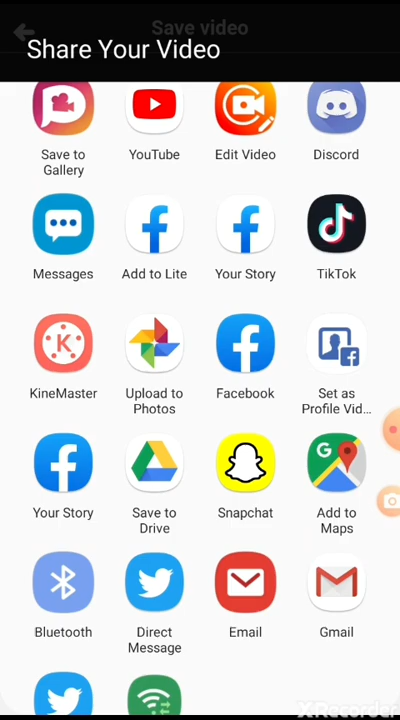 Save video
Share Your Video
Save to
Gallery
YouTube
Edit Video
Discord
Messages
Add to Lite
Your Story
TikTok
K
KineMaster
Upload to
Photos
Facebook
Set as
Profile Vid...
Your Story
Save to
Drive
Snapchat
G
Add to
Maps
Bluetooth
Direct
Message
Email
Gmail
XRecorder